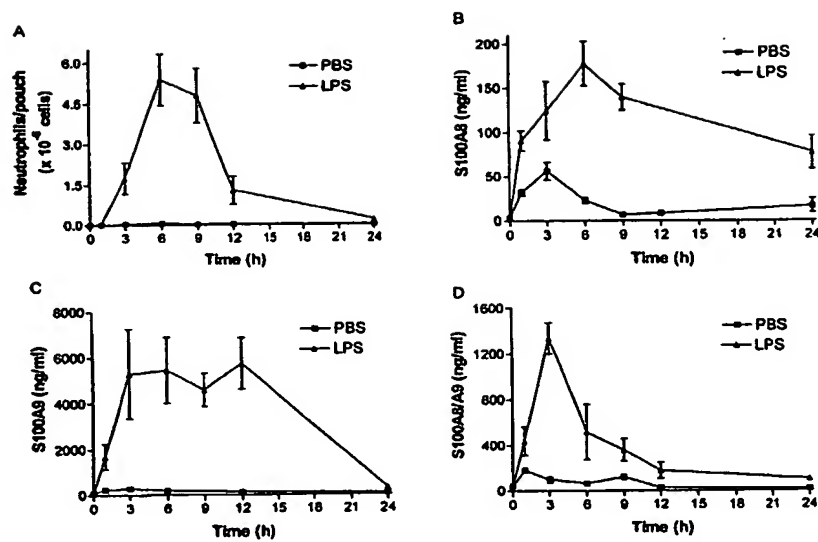 A
Neutrophils/pouch
(x 10⁻⁶ cells)
6.0
4.5
3.0
1.5
0.0
0 3 6 9 12 15 18 21 24
Time (h)
PBS
LPS
B
S100A8 (ng/ml)
200
150
100
50
0
0 3 6 9 12 15 18 21 24
Time (h)
PBS
LPS
C
S100A9 (ng/ml)
8000
6000
4000
2000
0
0 3 6 9 12 15 18 21 24
Time (h)
PBS
LPS
D
S100A8/A9 (ng/ml)
1600
1200
800
400
0
0 3 6 9 12 15 18 21 24
Time (h)
PBS
LPS